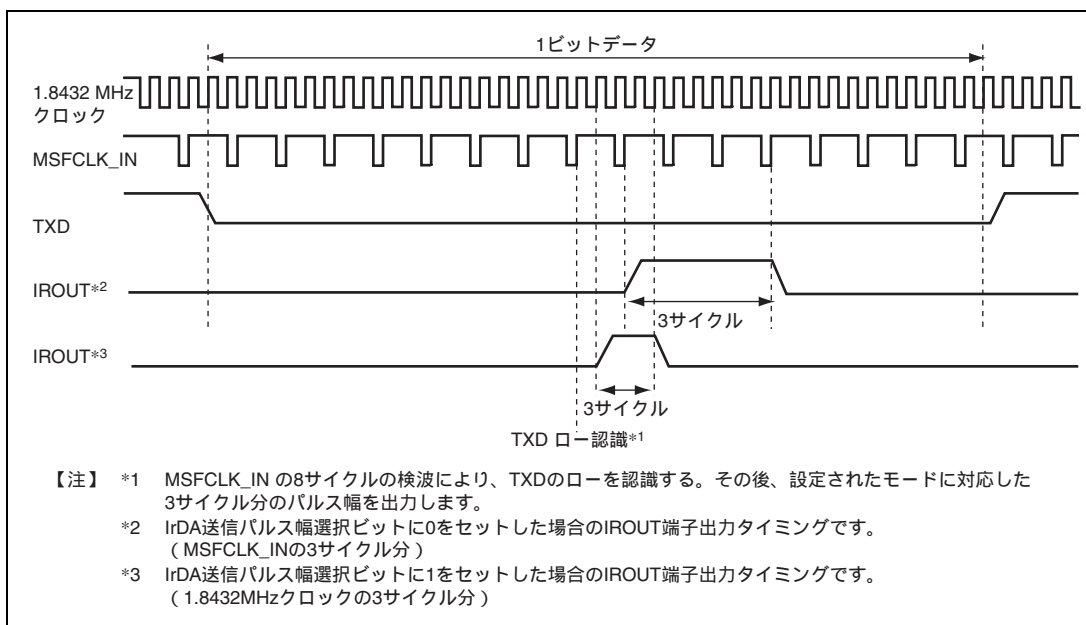 1ビットデータ
1.8432 MHz
クロック
MSFCLK_IN
TXD
IROUT*2
3サイクル
IROUT*3
3サイクル
TXD ロー認識*1
【注】 *1 MSFCLK_IN の8サイクルの検波により、TXDのローを認識する。その後、設定されたモードに対応した
3サイクル分のパルス幅を出力します。
*2 IrDA送信パルス幅選択ビットに0をセットした場合のIROUT端子出力タイミングです。
（MSFCLK_INの3サイクル分）
*3 IrDA送信パルス幅選択ビットに1をセットした場合のIROUT端子出力タイミングです。
（1.8432MHzクロックの3サイクル分）